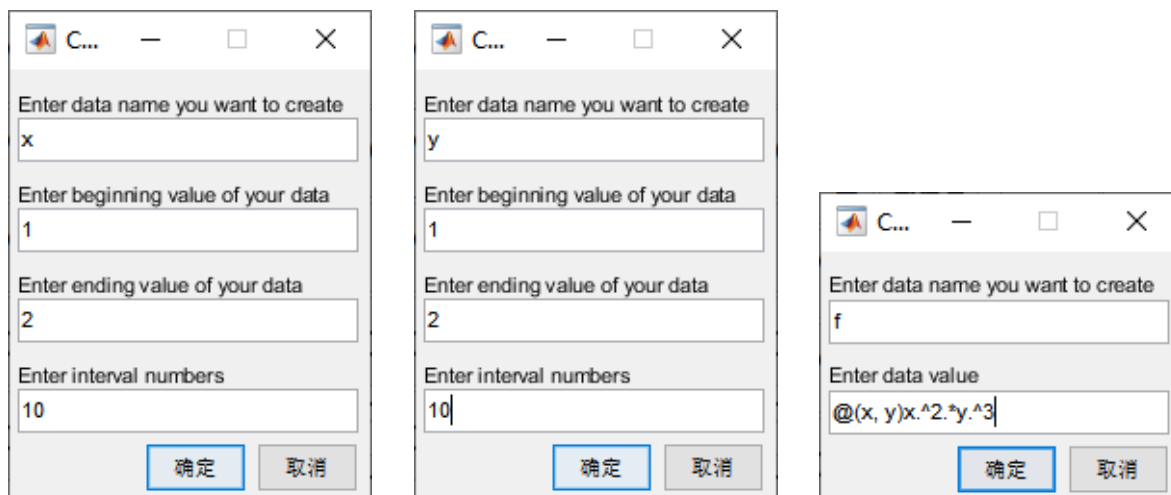 C...
Enter data name you want to create
x
Enter beginning value of your data
1
Enter ending value of your data
2
Enter interval numbers
10
确定 取消
C...
Enter data name you want to create
y
Enter beginning value of your data
1
Enter ending value of your data
2
Enter interval numbers
10
确定 取消
C...
Enter data name you want to create
f
Enter data value
@(x, y)x.^2.*y.^3
确定 取消